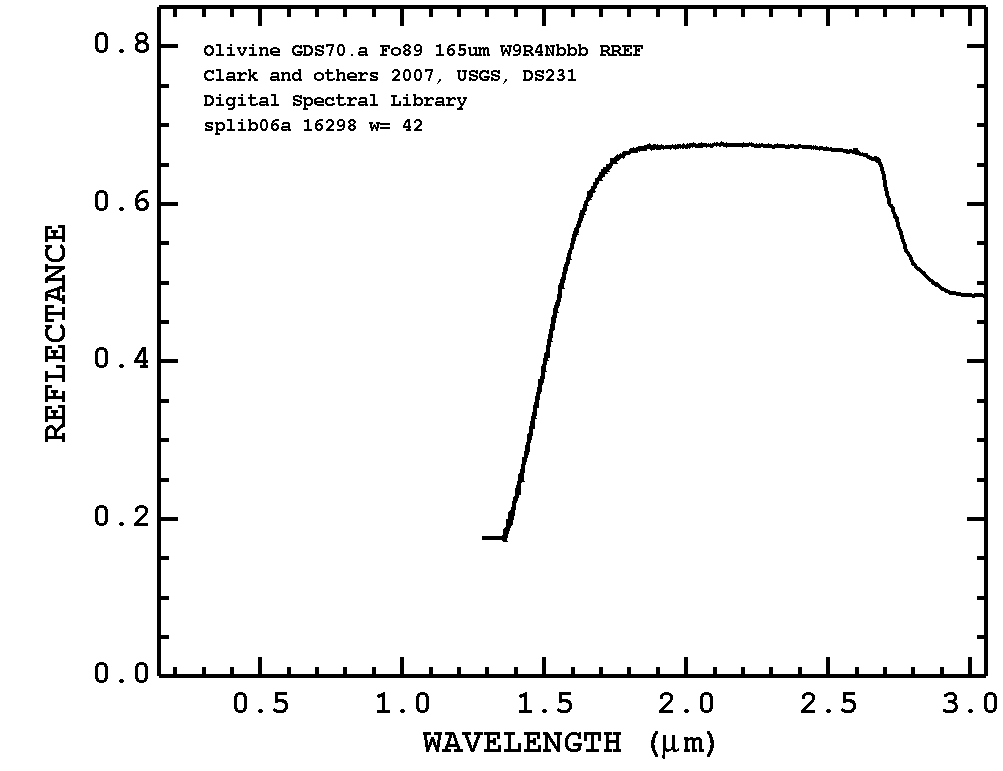 0.8
Olivine GDS70.a Fo89 165um W9R4Nbbb RREF
Clark and others 2007, USGS, DS231
Digital Spectral Library
splib06a 16298 w= 42
0.6
REFLECTANCE
0.4
0.2
0.0
0.5 1.0 1.5 2.0 2.5 3.0
WAVELENGTH (μm)